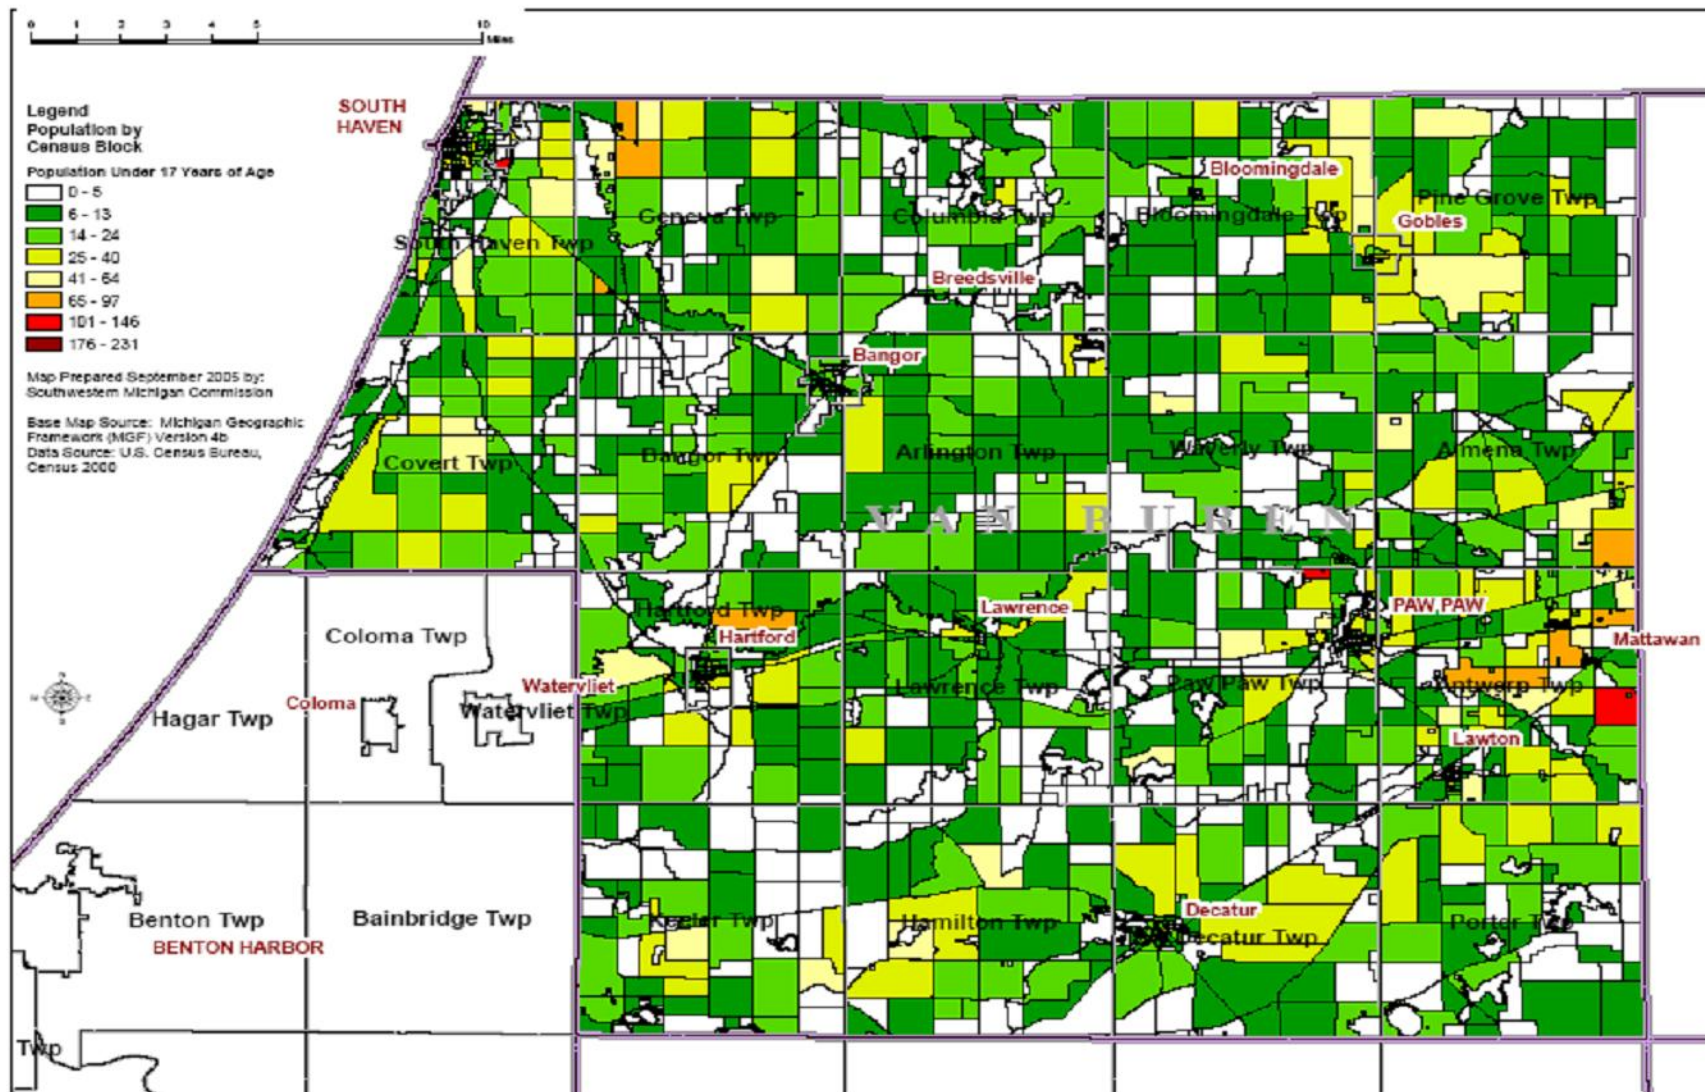 0 1 2 3 4 5 10
Miles
Legend
Population by
Census Block
Population Under 17 Years of Age
0 - 5
6 - 13
14 - 24
25 - 40
41 - 64
65 - 97
101 - 146
176 - 231
Map Prepared September 2005 by:
Southwestern Michigan Commission
Base Map Source: Michigan Geographic
Framework (MGF) Version 4b
Data Source: U.S. Census Bureau,
Census 2000
SOUTH
HAVEN
Bloomingdale
Pine Grove Twp
Geneva Twp
Columbia Twp
Bloomingdale Twp
Gobles
South Haven Twp
Breedsville
Bangor
Covert Twp
Bangor Twp
Arlington Twp
Waverly Twp
Almena Twp
VAN BUREN
Hartford Twp
Lawrence
PAW PAW
Coloma Twp
Hartford
Mattawan
Watervliet
Lawrence Twp
Paw Paw Twp
Antwerp Twp
Coloma
Watervliet Twp
Hagar Twp
Lawton
N
W E
S
Decatur
Benton Twp
Bainbridge Twp
Keeler Twp
Hamilton Twp
Decatur Twp
Porter Twp
BENTON HARBOR
Twp